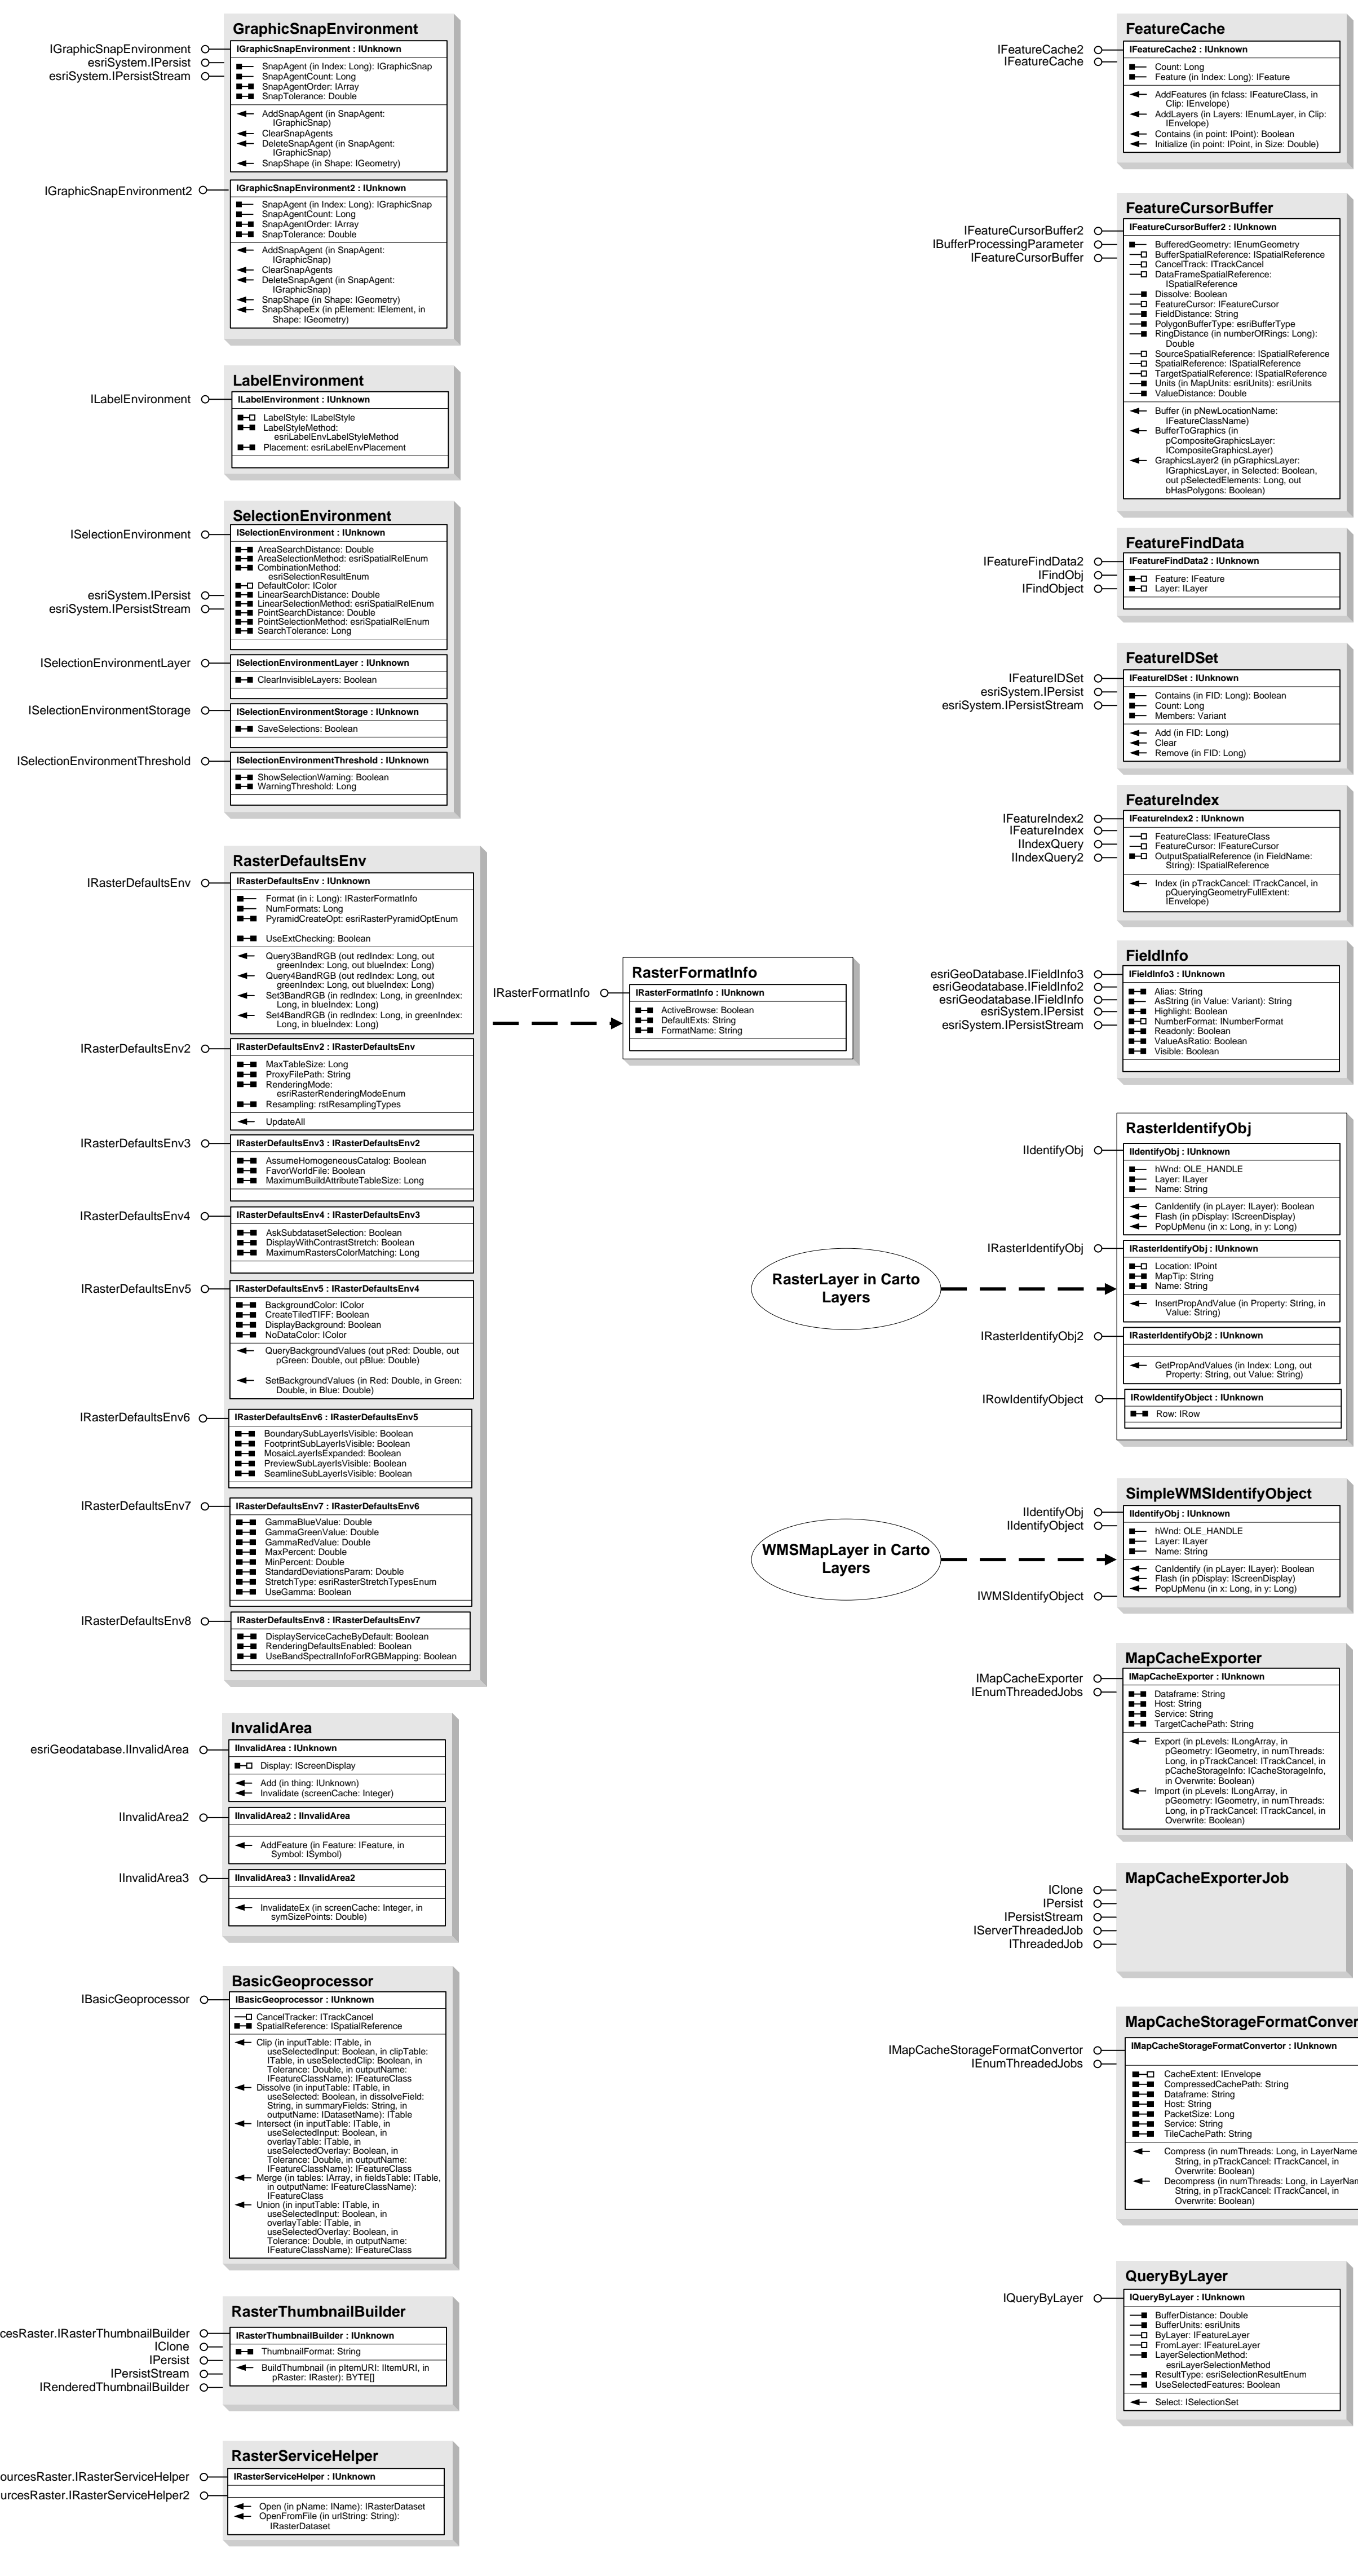 GraphicSnapEnvironment
IGraphicSnapEnvironment
esriSystem.IPersist
esriSystem.IPersistStream
IGraphicSnapEnvironment : IUnknown
SnapAgent (in Index: Long): IGraphicSnap
SnapAgentCount: Long
SnapAgentOrder: IArray
SnapTolerance: Double
AddSnapAgent (in SnapAgent:
IGraphicSnap)
ClearSnapAgents
DeleteSnapAgent (in SnapAgent:
IGraphicSnap)
SnapShape (in Shape: IGeometry)
IGraphicSnapEnvironment2
IGraphicSnapEnvironment2 : IUnknown
SnapAgent (in Index: Long): IGraphicSnap
SnapAgentCount: Long
SnapAgentOrder: IArray
SnapTolerance: Double
AddSnapAgent (in SnapAgent:
IGraphicSnap)
ClearSnapAgents
DeleteSnapAgent (in SnapAgent:
IGraphicSnap)
SnapShape (in Shape: IGeometry)
SnapShapeEx (in pElement: IElement, in
Shape: IGeometry)
LabelEnvironment
ILabelEnvironment
ILabelEnvironment : IUnknown
LabelStyle: ILabelStyle
LabelStyleMethod:
esriLabelEnvLabelStyleMethod
Placement: esriLabelEnvPlacement
SelectionEnvironment
ISelectionEnvironment
esriSystem.IPersist
esriSystem.IPersistStream
ISelectionEnvironment : IUnknown
AreaSearchDistance: Double
AreaSelectionMethod: esriSpatialRelEnum
CombinationMethod:
esriSelectionResultEnum
DefaultColor: IColor
LinearSearchDistance: Double
LinearSelectionMethod: esriSpatialRelEnum
PointSearchDistance: Double
PointSelectionMethod: esriSpatialRelEnum
SearchTolerance: Long
ISelectionEnvironmentLayer
ISelectionEnvironmentLayer : IUnknown
ClearInvisibleLayers: Boolean
ISelectionEnvironmentStorage
ISelectionEnvironmentStorage : IUnknown
SaveSelections: Boolean
ISelectionEnvironmentThreshold
ISelectionEnvironmentThreshold : IUnknown
ShowSelectionWarning: Boolean
WarningThreshold: Long
RasterDefaultsEnv
IRasterDefaultsEnv
IRasterDefaultsEnv : IUnknown
Format (in i: Long): IRasterFormatInfo
NumFormats: Long
PyramidCreateOpt: esriRasterPyramidOptEnum
UseExtChecking: Boolean
Query3BandRGB (out redIndex: Long, out
greenIndex: Long, out blueIndex: Long)
Query4BandRGB (out redIndex: Long, out
greenIndex: Long, out blueIndex: Long)
Set3BandRGB (in redIndex: Long, in greenIndex:
Long, in blueIndex: Long)
Set4BandRGB (in redIndex: Long, in greenIndex:
Long, in blueIndex: Long)
IRasterDefaultsEnv2
IRasterDefaultsEnv2 : IRasterDefaultsEnv
MaxTableSize: Long
ProxyFilePath: String
RenderingMode:
esriRasterRenderingModeEnum
Resampling: rstResamplingTypes
UpdateAll
IRasterDefaultsEnv3
IRasterDefaultsEnv3 : IRasterDefaultsEnv2
AssumeHomogeneousCatalog: Boolean
FavorWorldFile: Boolean
MaximumBuildAttributeTableSize: Long
IRasterDefaultsEnv4
IRasterDefaultsEnv4 : IRasterDefaultsEnv3
AskSubdatasetSelection: Boolean
DisplayWithContrastStretch: Boolean
MaximumRastersColorMatching: Long
IRasterDefaultsEnv5
IRasterDefaultsEnv5 : IRasterDefaultsEnv4
BackgroundColor: IColor
CreateTiledTIFF: Boolean
DisplayBackground: Boolean
NoDataColor: IColor
QueryBackgroundValues (out pRed: Double, out
pGreen: Double, out pBlue: Double)
SetBackgroundValues (in Red: Double, in Green:
Double, in Blue: Double)
IRasterDefaultsEnv6
IRasterDefaultsEnv6 : IRasterDefaultsEnv5
BoundarySubLayerIsVisible: Boolean
FootprintSubLayerIsVisible: Boolean
MosaicLayerIsExpanded: Boolean
PreviewSubLayerIsVisible: Boolean
SeamlineSubLayerIsVisible: Boolean
IRasterDefaultsEnv7
IRasterDefaultsEnv7 : IRasterDefaultsEnv6
GammaBlueValue: Double
GammaGreenValue: Double
GammaRedValue: Double
MaxPercent: Double
MinPercent: Double
StandardDeviationsParam: Double
StretchType: esriRasterStretchTypesEnum
UseGamma: Boolean
IRasterDefaultsEnv8
IRasterDefaultsEnv8 : IRasterDefaultsEnv7
DisplayServiceCacheByDefault: Boolean
RenderingDefaultsEnabled: Boolean
UseBandSpectralInfoForRGBMapping: Boolean
InvalidArea
esriGeodatabase.IInvalidArea
IInvalidArea : IUnknown
Display: IScreenDisplay
Add (in thing: IUnknown)
Invalidate (screenCache: Integer)
IInvalidArea2
IInvalidArea2 : IInvalidArea
AddFeature (in Feature: IFeature, in
Symbol: ISymbol)
IInvalidArea3
IInvalidArea3 : IInvalidArea2
InvalidateEx (in screenCache: Integer, in
symSizePoints: Double)
BasicGeoprocessor
IBasicGeoprocessor
IBasicGeoprocessor : IUnknown
CancelTracker: ITrackCancel
SpatialReference: ISpatialReference
Clip (in inputTable: ITable, in
useSelectedInput: Boolean, in clipTable:
ITable, in useSelectedClip: Boolean, in
Tolerance: Double, in outputName:
IFeatureClassName): IFeatureClass
Dissolve (in inputTable: ITable, in
useSelected: Boolean, in dissolveField:
String, in summaryFields: String, in
outputName: IDatasetName): ITable
Intersect (in inputTable: ITable, in
useSelectedInput: Boolean, in
overlayTable: ITable, in
useSelectedOverlay: Boolean, in
Tolerance: Double, in outputName:
IFeatureClassName): IFeatureClass
Merge (in tables: IArray, in fieldsTable: ITable,
in outputName: IFeatureClassName):
IFeatureClass
Union (in inputTable: ITable, in
useSelectedInput: Boolean, in
overlayTable: ITable, in
useSelectedOverlay: Boolean, in
Tolerance: Double, in outputName:
IFeatureClassName): IFeatureClass
RasterThumbnailBuilder
cesRaster.IRasterThumbnailBuilder
IClone
IPersist
IPersistStream
IRenderedThumbnailBuilder
IRasterThumbnailBuilder : IUnknown
ThumbnailFormat: String
BuildThumbnail (in pItemURI: IItemURI, in
pRaster: IRaster): BYTE[]
RasterServiceHelper
ourcesRaster.IRasterServiceHelper
urcesRaster.IRasterServiceHelper2
IRasterServiceHelper : IUnknown
Open (in pName: IName): IRasterDataset
OpenFromFile (in urlString: String):
IRasterDataset
RasterFormatInfo
IRasterFormatInfo
IRasterFormatInfo : IUnknown
ActiveBrowse: Boolean
DefaultExts: String
FormatName: String
RasterLayer in Carto
Layers
WMSMapLayer in Carto
Layers
FeatureCache
IFeatureCache2
IFeatureCache
IFeatureCache2 : IUnknown
Count: Long
Feature (in Index: Long): IFeature
AddFeatures (in fclass: IFeatureClass, in
Clip: IEnvelope)
AddLayers (in Layers: IEnumLayer, in Clip:
IEnvelope)
Contains (in point: IPoint): Boolean
Initialize (in point: IPoint, in Size: Double)
FeatureCursorBuffer
IFeatureCursorBuffer2
IBufferProcessingParameter
IFeatureCursorBuffer
IFeatureCursorBuffer2 : IUnknown
BufferedGeometry: IEnumGeometry
BufferSpatialReference: ISpatialReference
CancelTrack: ITrackCancel
DataFrameSpatialReference:
ISpatialReference
Dissolve: Boolean
FeatureCursor: IFeatureCursor
FieldDistance: String
PolygonBufferType: esriBufferType
RingDistance (in numberOfRings: Long):
Double
SourceSpatialReference: ISpatialReference
SpatialReference: ISpatialReference
TargetSpatialReference: ISpatialReference
Units (in MapUnits: esriUnits): esriUnits
ValueDistance: Double
Buffer (in pNewLocationName:
IFeatureClassName)
BufferToGraphics (in
pCompositeGraphicsLayer:
ICompositeGraphicsLayer)
GraphicsLayer2 (in pGraphicsLayer:
IGraphicsLayer, in Selected: Boolean,
out pSelectedElements: Long, out
bHasPolygons: Boolean)
FeatureFindData
IFeatureFindData2
IFindObj
IFindObject
IFeatureFindData2 : IUnknown
Feature: IFeature
Layer: ILayer
FeatureIDSet
IFeatureIDSet
esriSystem.IPersist
esriSystem.IPersistStream
IFeatureIDSet : IUnknown
Contains (in FID: Long): Boolean
Count: Long
Members: Variant
Add (in FID: Long)
Clear
Remove (in FID: Long)
FeatureIndex
IFeatureIndex2
IFeatureIndex
IIndexQuery
IIndexQuery2
IFeatureIndex2 : IUnknown
FeatureClass: IFeatureClass
FeatureCursor: IFeatureCursor
OutputSpatialReference (in FieldName:
String): ISpatialReference
Index (in pTrackCancel: ITrackCancel, in
pQueryingGeometryFullExtent:
IEnvelope)
FieldInfo
esriGeoDatabase.IFieldInfo3
esriGeodatabase.IFieldInfo2
esriGeodatabase.IFieldInfo
esriSystem.IPersist
esriSystem.IPersistStream
IFieldInfo3 : IUnknown
Alias: String
AsString (in Value: Variant): String
Highlight: Boolean
NumberFormat: INumberFormat
Readonly: Boolean
ValueAsRatio: Boolean
Visible: Boolean
RasterIdentifyObj
IIdentifyObj
IIdentifyObj : IUnknown
hWnd: OLE_HANDLE
Layer: ILayer
Name: String
CanIdentify (in pLayer: ILayer): Boolean
Flash (in pDisplay: IScreenDisplay)
PopUpMenu (in x: Long, in y: Long)
IRasterIdentifyObj
IRasterIdentifyObj : IUnknown
Location: IPoint
MapTip: String
Name: String
InsertPropAndValue (in Property: String, in
Value: String)
IRasterIdentifyObj2
IRasterIdentifyObj2 : IUnknown
GetPropAndValues (in Index: Long, out
Property: String, out Value: String)
IRowIdentifyObject
IRowIdentifyObject : IUnknown
Row: IRow
SimpleWMSIdentifyObject
IIdentifyObj
IIdentifyObject
IWMSIdentifyObject
IIdentifyObj : IUnknown
hWnd: OLE_HANDLE
Layer: ILayer
Name: String
CanIdentify (in pLayer: ILayer): Boolean
Flash (in pDisplay: IScreenDisplay)
PopUpMenu (in x: Long, in y: Long)
MapCacheExporter
IMapCacheExporter
IEnumThreadedJobs
IMapCacheExporter : IUnknown
Dataframe: String
Host: String
Service: String
TargetCachePath: String
Export (in pLevels: ILongArray, in
pGeometry: IGeometry, in numThreads:
Long, in pTrackCancel: ITrackCancel, in
pCacheStorageInfo: ICacheStorageInfo,
in Overwrite: Boolean)
Import (in pLevels: ILongArray, in
pGeometry: IGeometry, in numThreads:
Long, in pTrackCancel: ITrackCancel, in
Overwrite: Boolean)
MapCacheExporterJob
IClone
IPersist
IPersistStream
IServerThreadedJob
IThreadedJob
MapCacheStorageFormatConver
IMapCacheStorageFormatConvertor
IEnumThreadedJobs
IMapCacheStorageFormatConvertor : IUnknown
CacheExtent: IEnvelope
CompressedCachePath: String
Dataframe: String
Host: String
PacketSize: Long
Service: String
TileCachePath: String
Compress (in numThreads: Long, in LayerName
String, in pTrackCancel: ITrackCancel, in
Overwrite: Boolean)
Decompress (in numThreads: Long, in LayerNam
String, in pTrackCancel: ITrackCancel, in
Overwrite: Boolean)
QueryByLayer
IQueryByLayer
IQueryByLayer : IUnknown
BufferDistance: Double
BufferUnits: esriUnits
ByLayer: IFeatureLayer
FromLayer: IFeatureLayer
LayerSelectionMethod:
esriLayerSelectionMethod
ResultType: esriSelectionResultEnum
UseSelectedFeatures: Boolean
Select: ISelectionSet